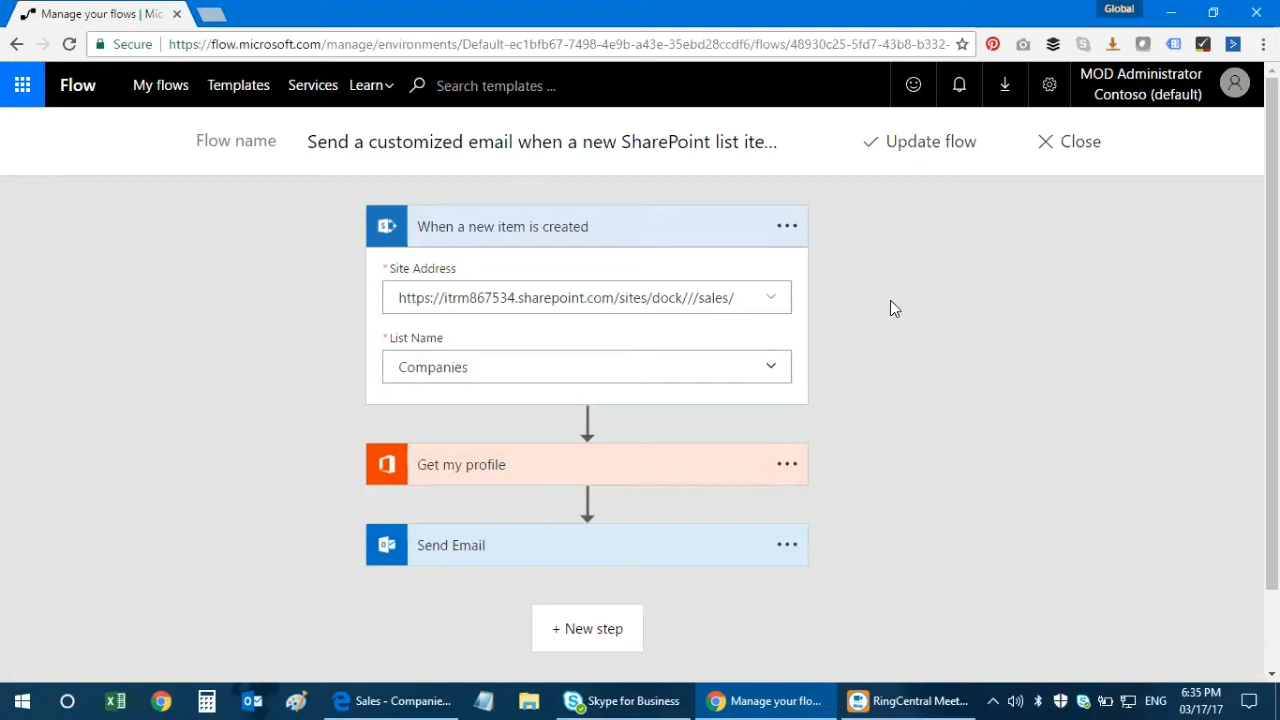 Global
Manage your flows | Mic
Secure
https://flow.microsoft.com/manage/environments/Default-ec1bfb67-7498-4e9b-a43e-35ebd28ccdf6/flows/48930c25-5fd7-43b8-b332-
Flow
My flows
Templates
Services
Learn
Search templates ...
MOD Administrator
Contoso (default)
Flow name
Send a customized email when a new SharePoint list ite...
Update flow
Close
When a new item is created
* Site Address
https://itrm867534.sharepoint.com/sites/dock///sales/
* List Name
Companies
Get my profile
Send Email
+ New step
Sales - Companie...
Skype for Business
Manage your flo...
RingCentral Meet...
ENG
6:35 PM
03/17/17